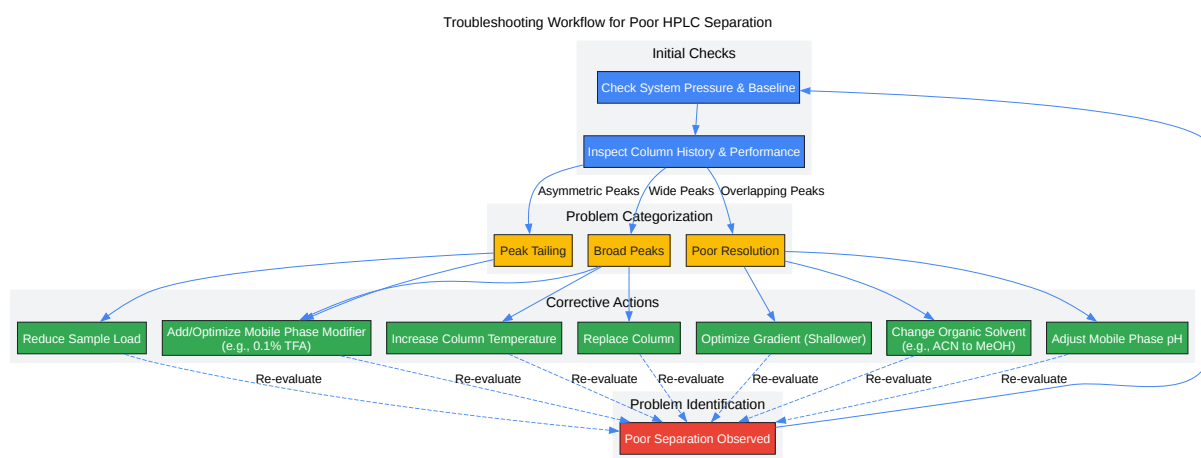 Troubleshooting Workflow for Poor HPLC Separation
Initial Checks
Check System Pressure & Baseline
Inspect Column History & Performance
Asymmetric Peaks
Wide Peaks
Overlapping Peaks
Problem Categorization
Peak Tailing
Broad Peaks
Poor Resolution
Corrective Actions
Reduce Sample Load
Add/Optimize Mobile Phase Modifier
(e.g., 0.1% TFA)
Increase Column Temperature
Replace Column
Optimize Gradient (Shallower)
Change Organic Solvent
(e.g., ACN to MeOH)
Adjust Mobile Phase pH
Re-evaluate
Re-evaluate
Re-evaluate
Re-evaluate
Re-evaluate
Re-evaluate
Re-evaluate
Problem Identification
Poor Separation Observed